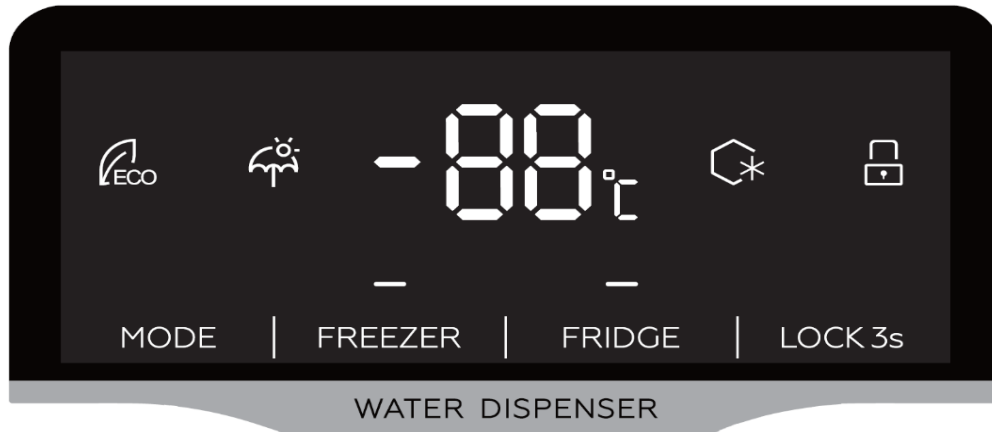 ECO -88°C
MODE | FREEZER | FRIDGE | LOCK 3s
WATER DISPENSER